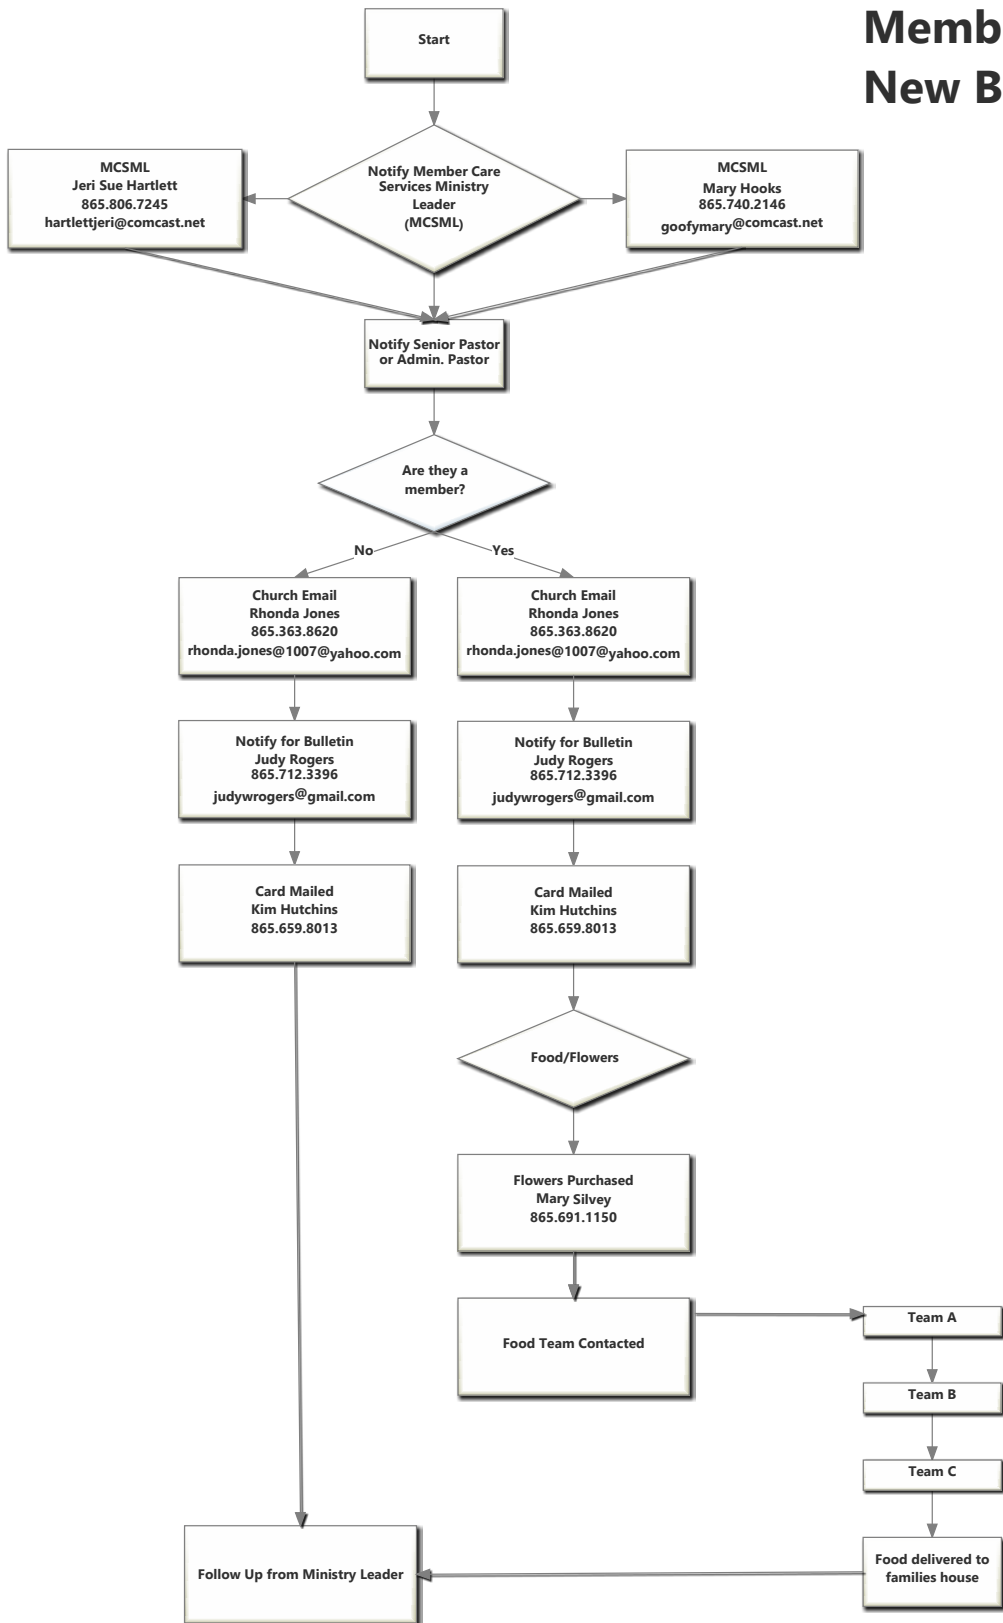 Memb
New B
Start
Notify Member Care
Services Ministry
Leader
(MCSML)
MCSML
Jeri Sue Hartlett
865.806.7245
hartlettjeri@comcast.net
MCSML
Mary Hooks
865.740.2146
goofymary@comcast.net
Notify Senior Pastor
or Admin. Pastor
Are they a
member?
No
Yes
Church Email
Rhonda Jones
865.363.8620
rhonda.jones@1007@yahoo.com
Church Email
Rhonda Jones
865.363.8620
rhonda.jones@1007@yahoo.com
Notify for Bulletin
Judy Rogers
865.712.3396
judywrogers@gmail.com
Notify for Bulletin
Judy Rogers
865.712.3396
judywrogers@gmail.com
Card Mailed
Kim Hutchins
865.659.8013
Card Mailed
Kim Hutchins
865.659.8013
Food/Flowers
Flowers Purchased
Mary Silvey
865.691.1150
Food Team Contacted
Team A
Team B
Team C
Food delivered to
families house
Follow Up from Ministry Leader